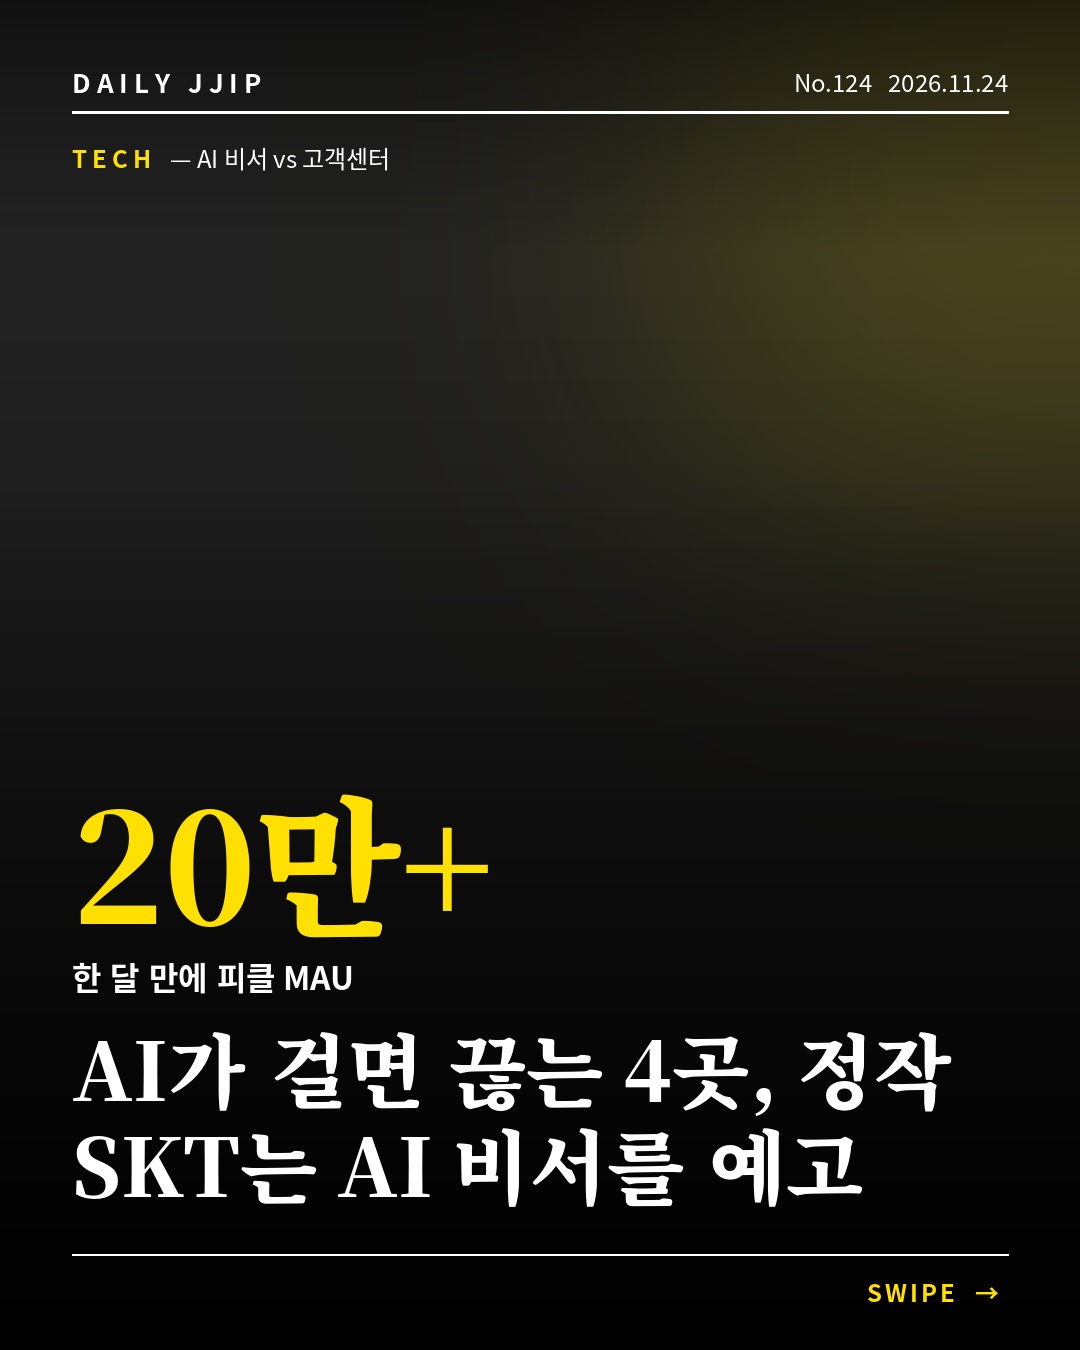 DAILY JJIP
No.124 2026.11.24
TECH — AI 비서 vs 고객센터
20만+
한 달 만에 피클 MAU
AI가 걸면 끊는 4곳, 정작
SKT는 AI 비서를 예고
SWIPE →